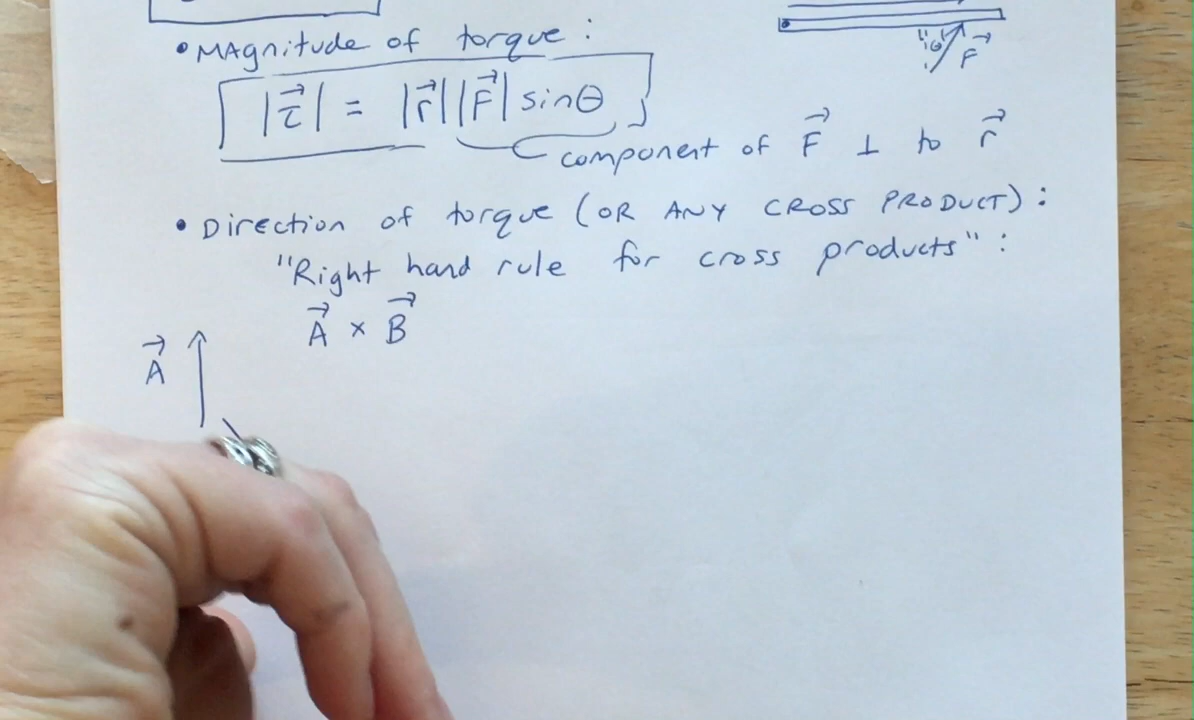 • Magnitude of torque :
|τ⃗| = |r⃗||F⃗| sinθ
"θ" F⃗
component of F⃗ ⊥ to r⃗
• Direction of torque (OR ANY CROSS PRODUCT) :
"Right hand rule for cross products" :
A⃗ × B⃗
A⃗